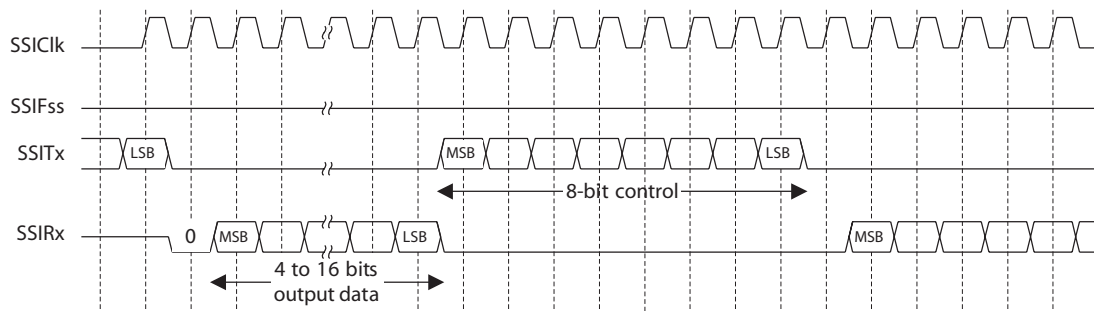 SSIClk
SSIFss
SSITx
LSB
MSB
LSB
8-bit control
SSIRx
0
MSB
LSB
MSB
4 to 16 bits
output data